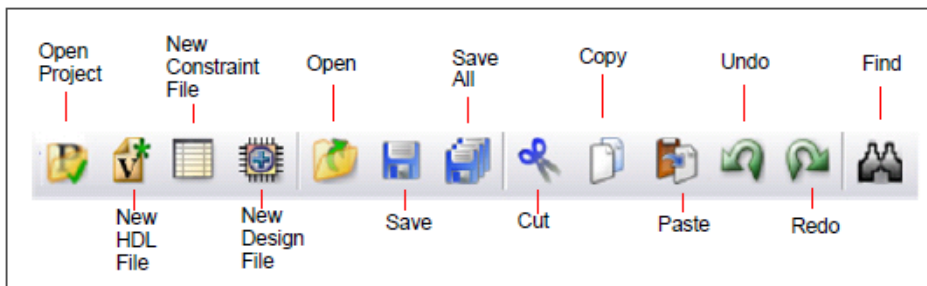 Open
Project
New
Constraint
File
Open
Save
All
Copy
Undo
Find
P
V
New
HDL
File
New
Design
File
Save
Cut
Paste
Redo